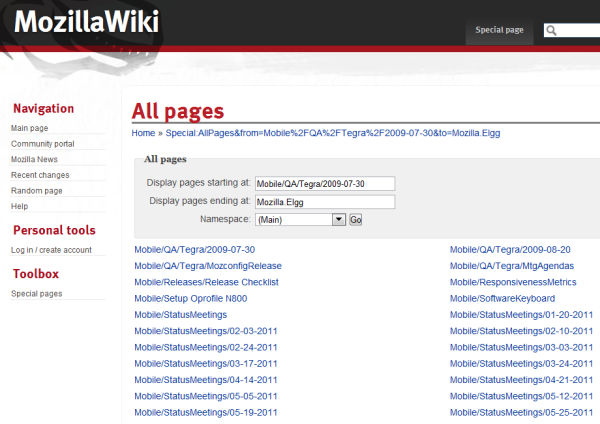 MozillaWiki
Special page
Navigation
Main page
Community portal
Mozilla News
Recent changes
Random page
Help
Personal tools
Log in / create account
Toolbox
Special pages
All pages
Home » Special:AllPages&from=Mobile%2FQA%2FTegra%2F2009-07-30&to=Mozilla.Elgg
All pages
Display pages starting at: Mobile/QA/Tegra/2009-07-30
Display pages ending at: Mozilla.Elgg
Namespace: (Main) Go
Mobile/QA/Tegra/2009-07-30 Mobile/QA/Tegra/2009-08-20
Mobile/QA/Tegra/MozconfigRelease Mobile/QA/Tegra/MtgAgendas
Mobile/Releases/Release Checklist Mobile/ResponsivenessMetrics
Mobile/Setup Oprofile N800 Mobile/SoftwareKeyboard
Mobile/StatusMeetings Mobile/StatusMeetings/01-20-2011
Mobile/StatusMeetings/02-03-2011 Mobile/StatusMeetings/02-10-2011
Mobile/StatusMeetings/02-24-2011 Mobile/StatusMeetings/03-03-2011
Mobile/StatusMeetings/03-17-2011 Mobile/StatusMeetings/03-24-2011
Mobile/StatusMeetings/04-14-2011 Mobile/StatusMeetings/04-21-2011
Mobile/StatusMeetings/05-05-2011 Mobile/StatusMeetings/05-12-2011
Mobile/StatusMeetings/05-19-2011 Mobile/StatusMeetings/05-25-2011